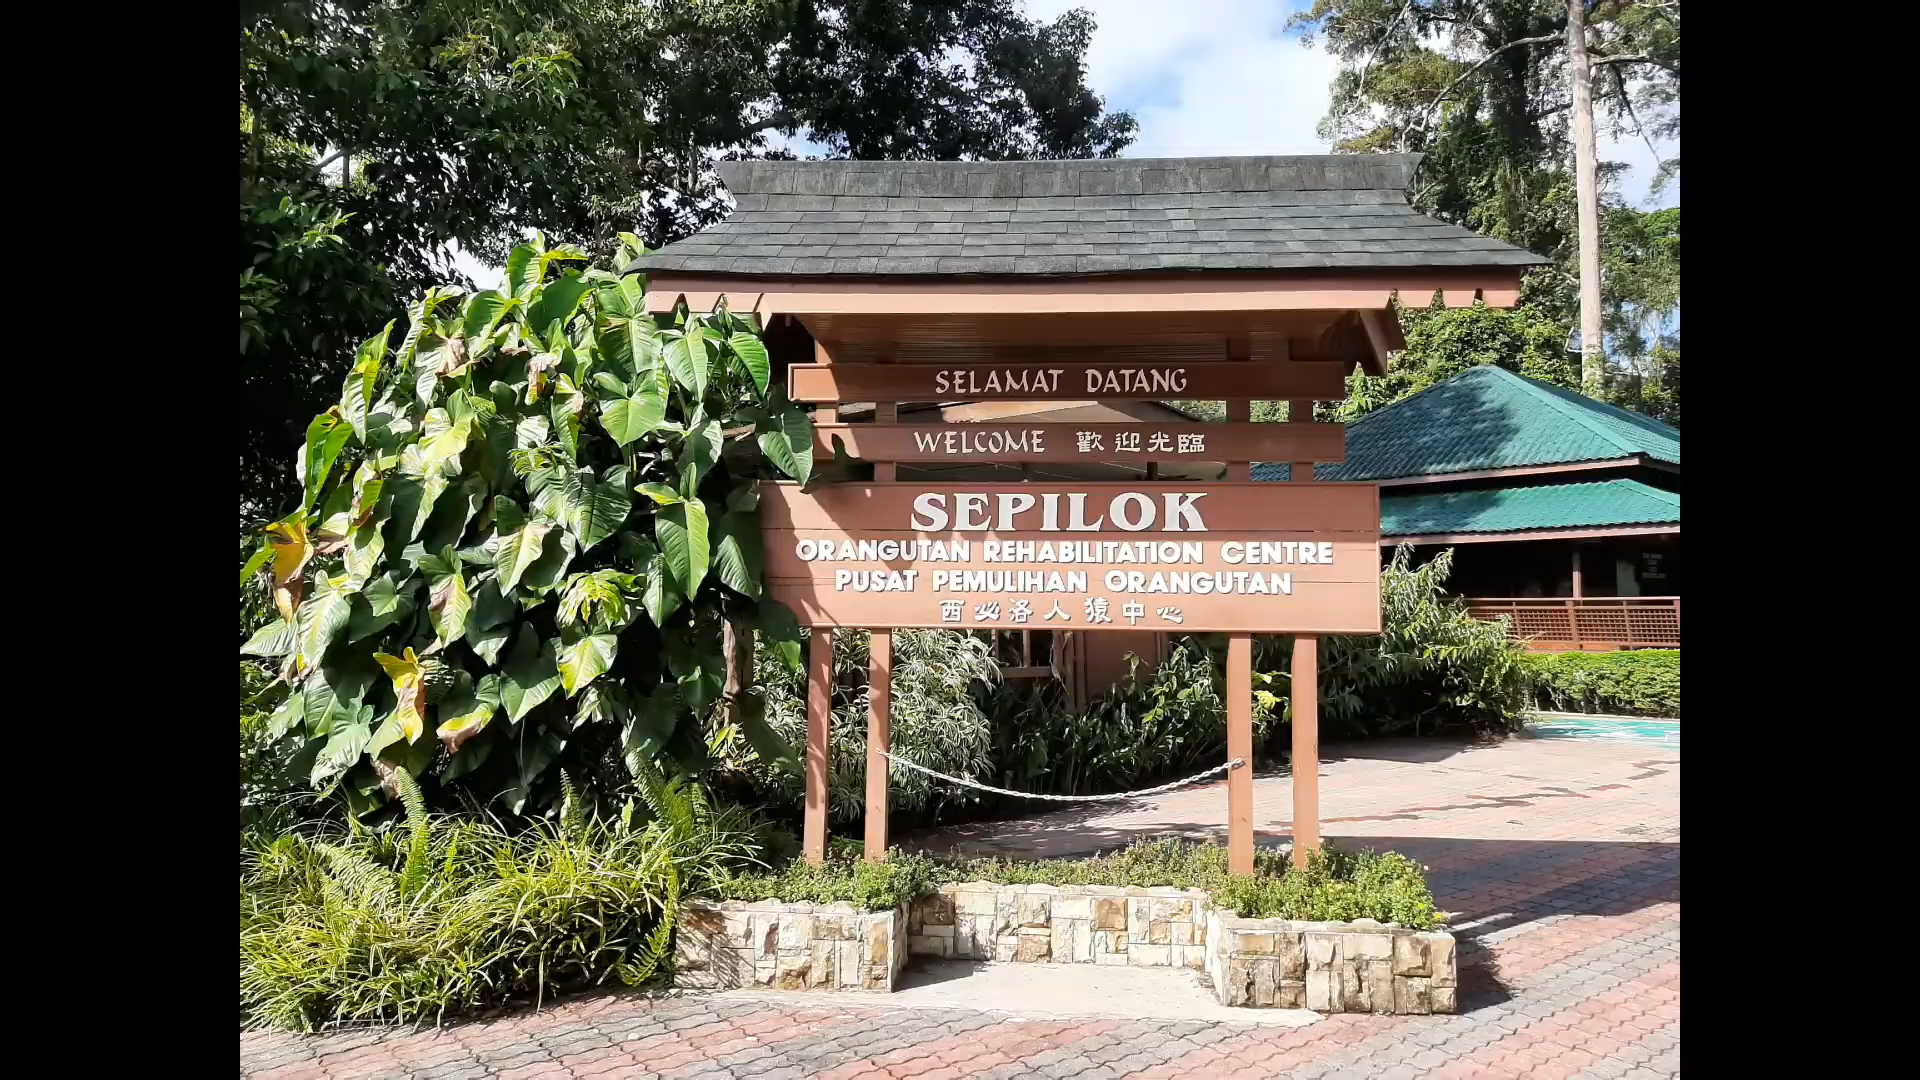 SELAMAT DATANG
WELCOME 歡迎光臨
SEPILOK
ORANGUTAN REHABILITATION CENTRE
PUSAT PEMULIHAN ORANGUTAN
西必洛人猿中心